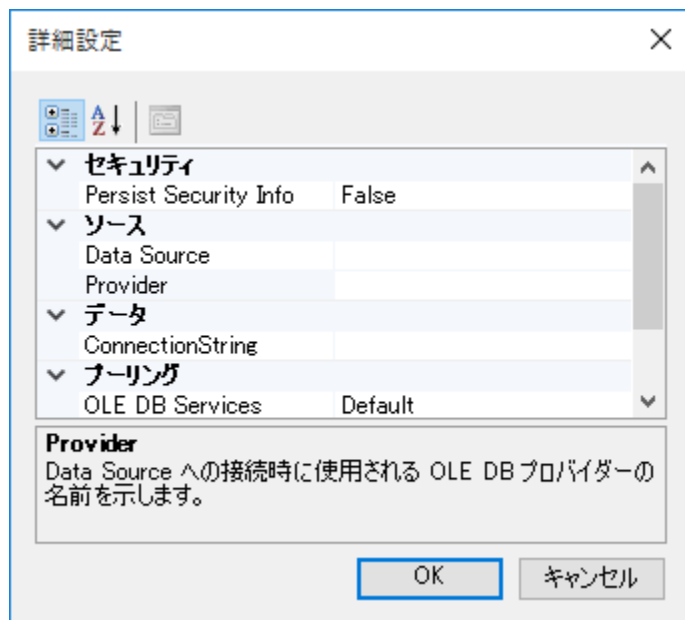 詳細設定
セキュリティ
Persist Security Info False
ソース
Data Source
Provider
データ
ConnectionString
プーリング
OLE DB Services Default
Provider
Data Source への接続時に使用される OLE DB プロバイダーの
名前を示します。
OK キャンセル